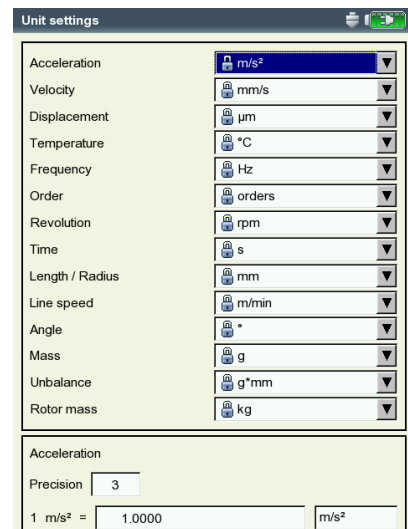 Unit settings
Acceleration m/s²
Velocity mm/s
Displacement µm
Temperature °C
Frequency Hz
Order orders
Revolution rpm
Time s
Length / Radius mm
Line speed m/min
Angle °
Mass g
Unbalance g*mm
Rotor mass kg
Acceleration
Precision 3
1 m/s² = 1.0000 m/s²